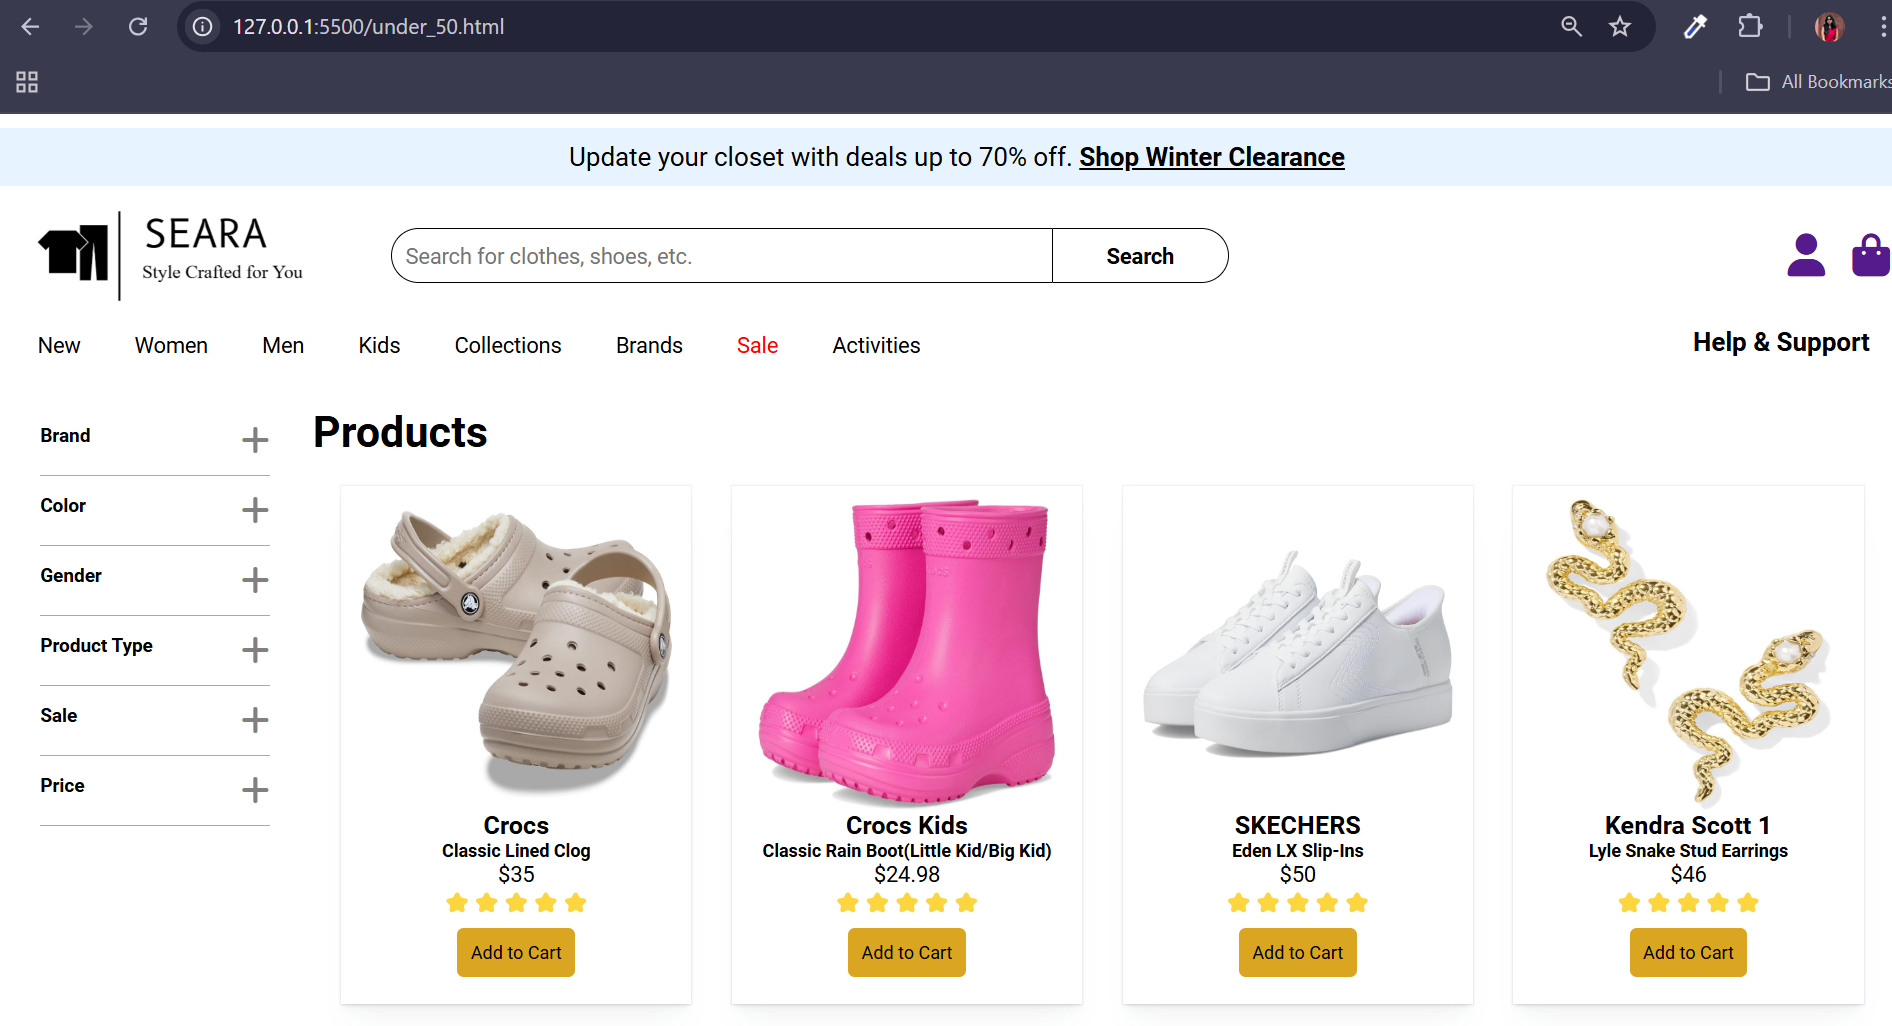 127.0.0.1:5500/under_50.html
All Bookmarks
Update your closet with deals up to 70% off. Shop Winter Clearance
SEARA
Style Crafted for You
Search for clothes, shoes, etc.
Search
New Women Men Kids Collections Brands Sale Activities
Help & Support
Brand
Color
Gender
Product Type
Sale
Price
Products
Crocs
Classic Lined Clog
$35
Add to Cart
Crocs Kids
Classic Rain Boot(Little Kid/Big Kid)
$24.98
Add to Cart
SKECHERS
Eden LX Slip-Ins
$50
Add to Cart
Kendra Scott 1
Lyle Snake Stud Earrings
$46
Add to Cart